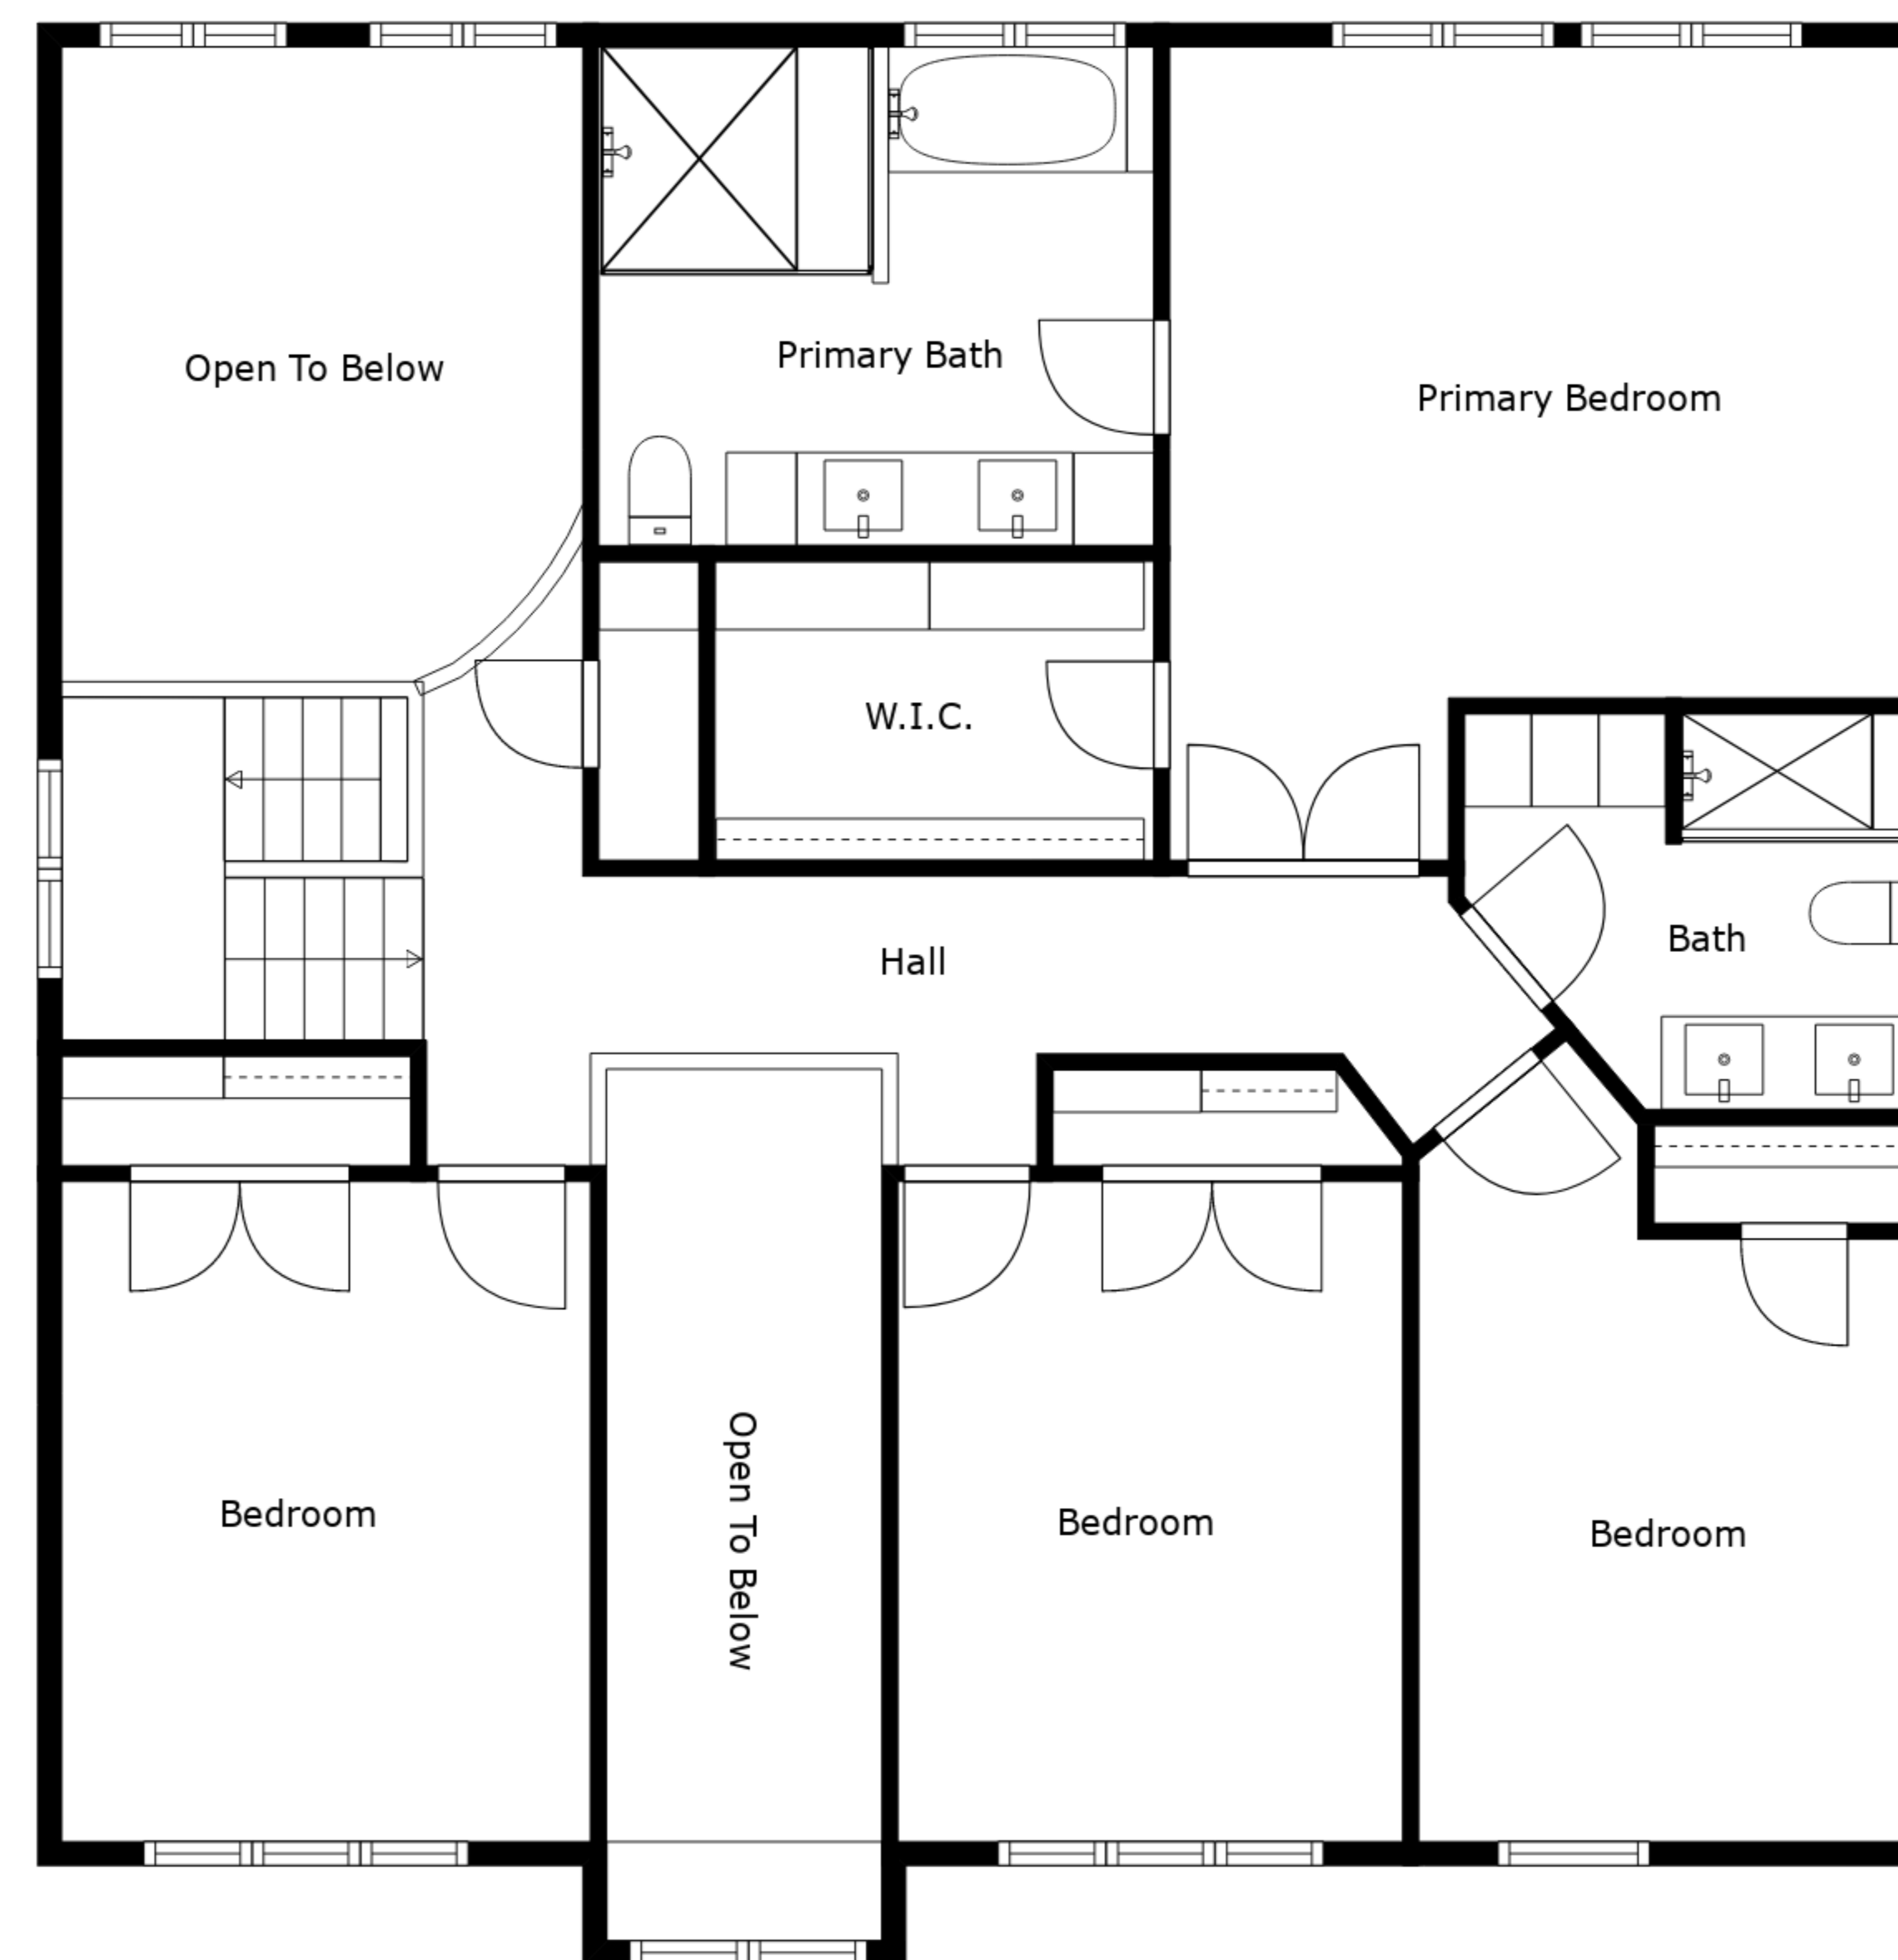 Open To Below
Primary Bath
Primary Bedroom
W.I.C.
Bath
Hall
Bedroom
Open To Below
Bedroom
Bedroom